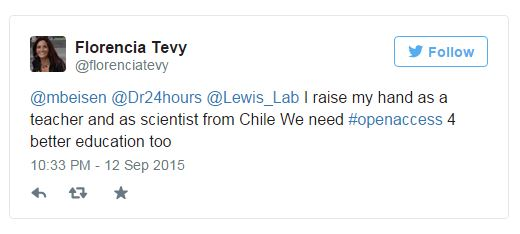 Florencia Tevy
@florenciatevy
Follow
@mbeisen @Dr24hours @Lewis_Lab I raise my hand as a
teacher and as scientist from Chile We need #openaccess 4
better education too
10:33 PM - 12 Sep 2015